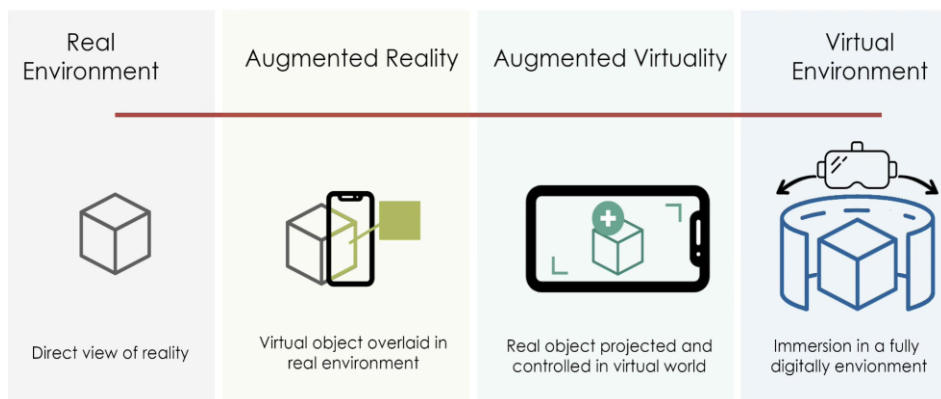 Real
Environment
Augmented Reality
Augmented Virtuality
Virtual
Environment
Direct view of reality
Virtual object overlaid in
real environment
Real object projected and
controlled in virtual world
Immersion in a fully
digitally envionment